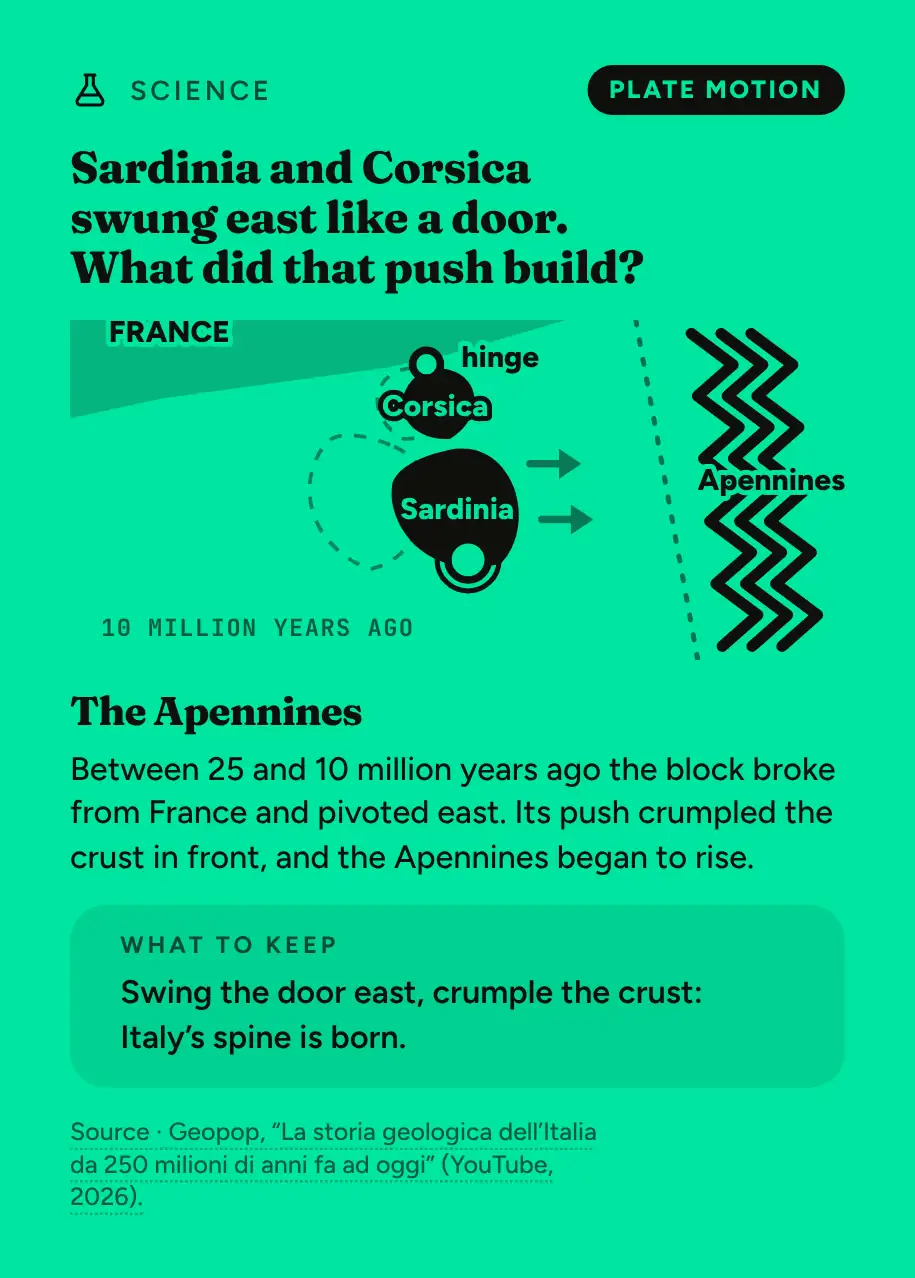 SCIENCE
PLATE MOTION
Sardinia and Corsica
swung east like a door.
What did that push build?
FRANCE
hinge
Corsica
Apennines
Sardinia
10 MILLION YEARS AGO
The Apennines
Between 25 and 10 million years ago the block broke
from France and pivoted east. Its push crumpled the
crust in front, and the Apennines began to rise.
WHAT TO KEEP
Swing the door east, crumple the crust:
Italy’s spine is born.
Source · Geopop, “La storia geologica dell’Italia
da 250 milioni di anni fa ad oggi” (YouTube,
2026).